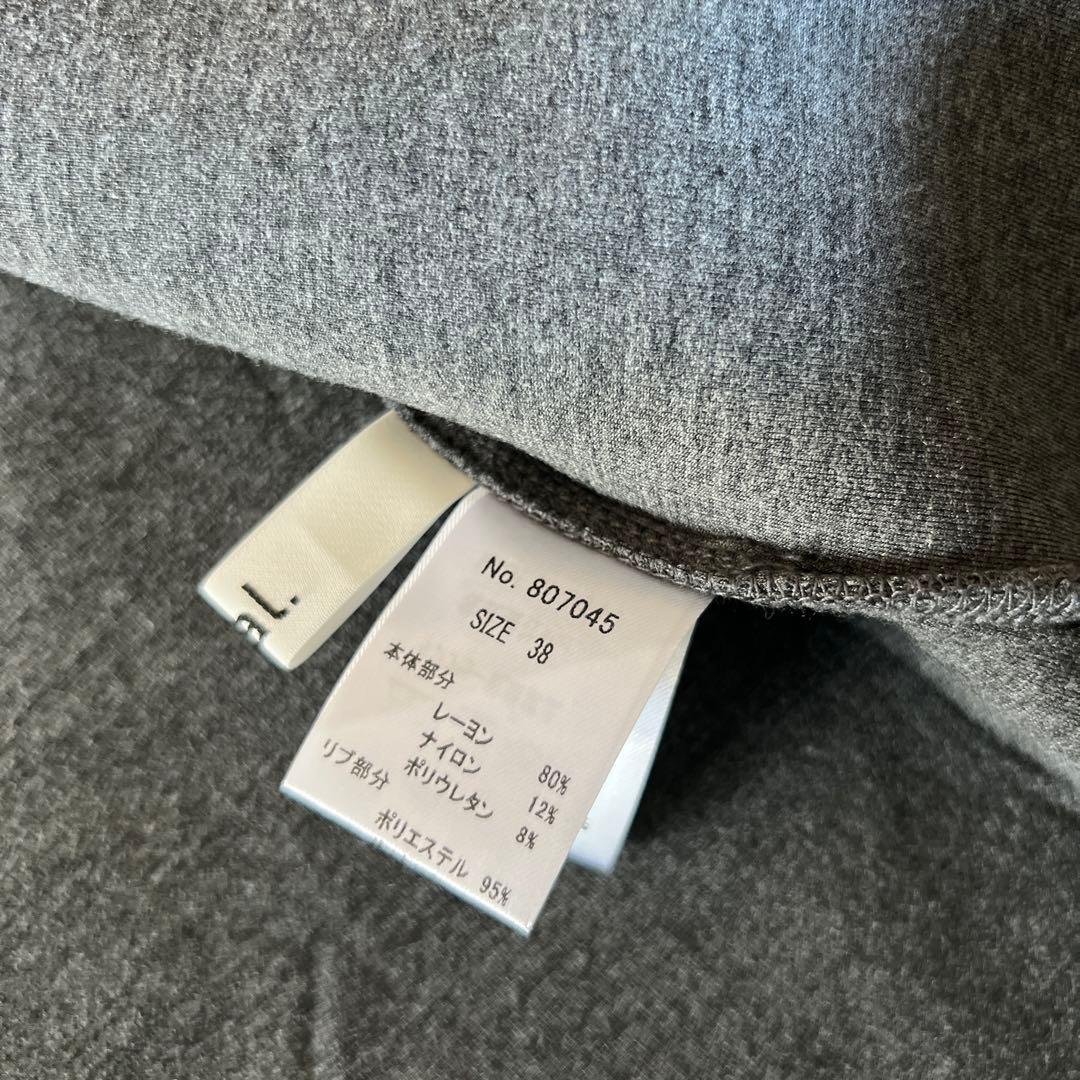 No. 807045
SIZE 38
本体部分
レーヨン 80%
ナイロン 12%
ポリウレタン 8%
リブ部分
ポリエステル 95%